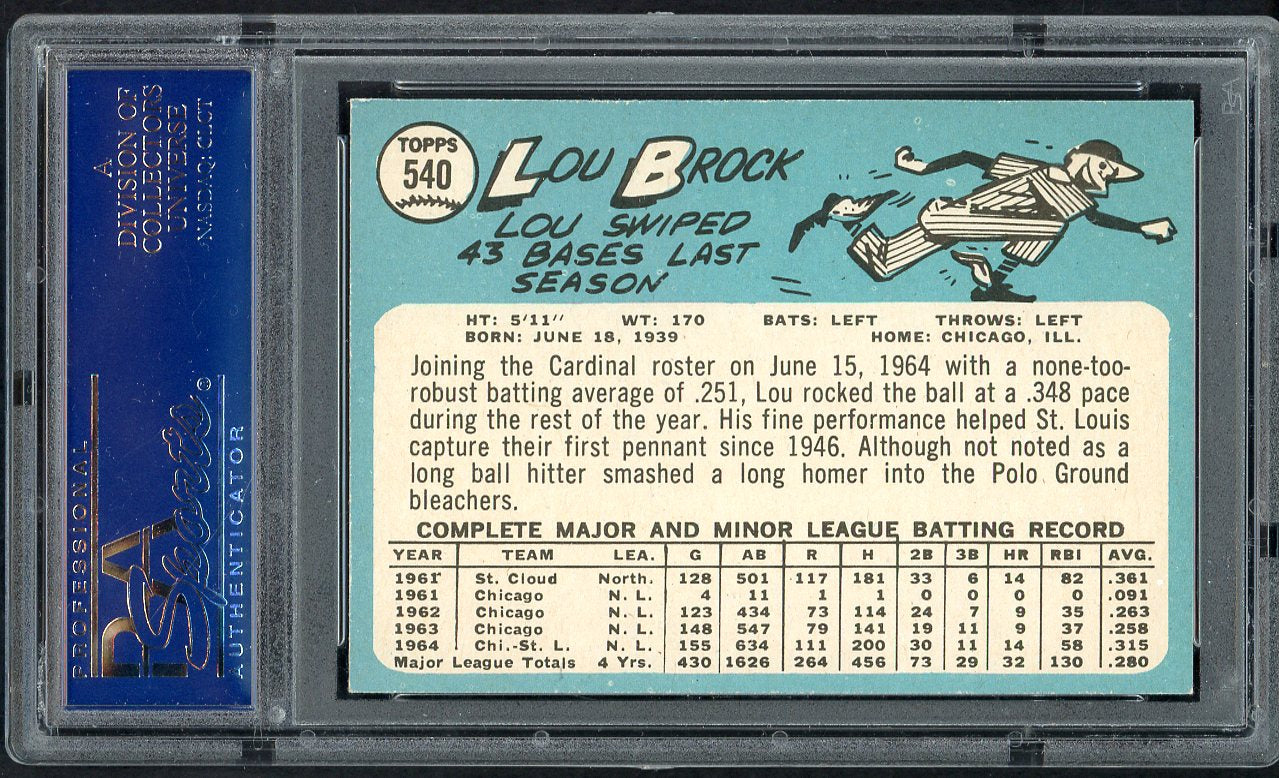 A
DIVISION OF
COLLECTORS
UNIVERSE
NASDAQ: CLCT
PROFESSIONAL
PSA
Sports®
AUTHENTICATOR
TOPPS
540
LOU BROCK
LOU SWIPED
43 BASES LAST
SEASON
HT: 5'11" WT: 170 BATS: LEFT THROWS: LEFT
BORN: JUNE 18, 1939 HOME: CHICAGO, ILL.
Joining the Cardinal roster on June 15, 1964 with a none-too-
robust batting average of .251, Lou rocked the ball at a .348 pace
during the rest of the year. His fine performance helped St. Louis
capture their first pennant since 1946. Although not noted as a
long ball hitter smashed a long homer into the Polo Ground
bleachers.
COMPLETE MAJOR AND MINOR LEAGUE BATTING RECORD
YEAR TEAM LEA. G AB R H 2B 3B HR RBI AVG.
1961 St. Cloud North. 128 501 117 181 33 6 14 82 .361
1961 Chicago N. L. 4 11 1 1 0 0 0 0 .091
1962 Chicago N. L. 123 434 73 114 24 7 9 35 .263
1963 Chicago N. L. 148 547 79 141 19 11 9 37 .258
1964 Chi.-St. L. N. L. 155 634 111 200 30 11 14 58 .315
Major League Totals 4 Yrs. 430 1626 264 456 73 29 32 130 .280